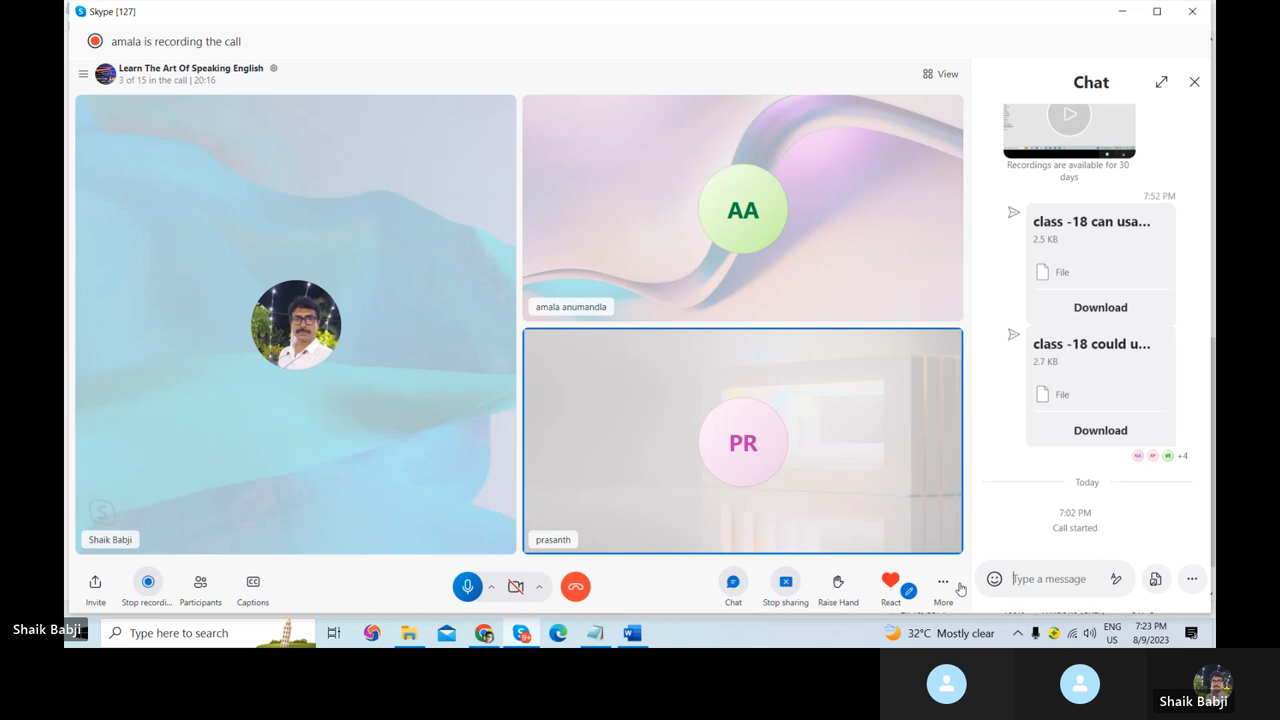 Skype [127]
amala is recording the call
Learn The Art Of Speaking English
3 of 15 in the call | 20:16
View
Chat
Recordings are available for 30
days
7:52 PM
class -18 can usa...
2.5 KB
File
Download
class -18 could u...
2.7 KB
File
Download
+4
Today
7:02 PM
Call started
Type a message
AA
amala anumandla
PR
prasanth
Shaik Babji
Invite
Stop recordi...
Participants
Captions
Chat
Stop sharing
Raise Hand
React
More
Shaik Babji
Type here to search
32°C Mostly clear
ENG
US
7:23 PM
8/9/2023
Shaik Babji